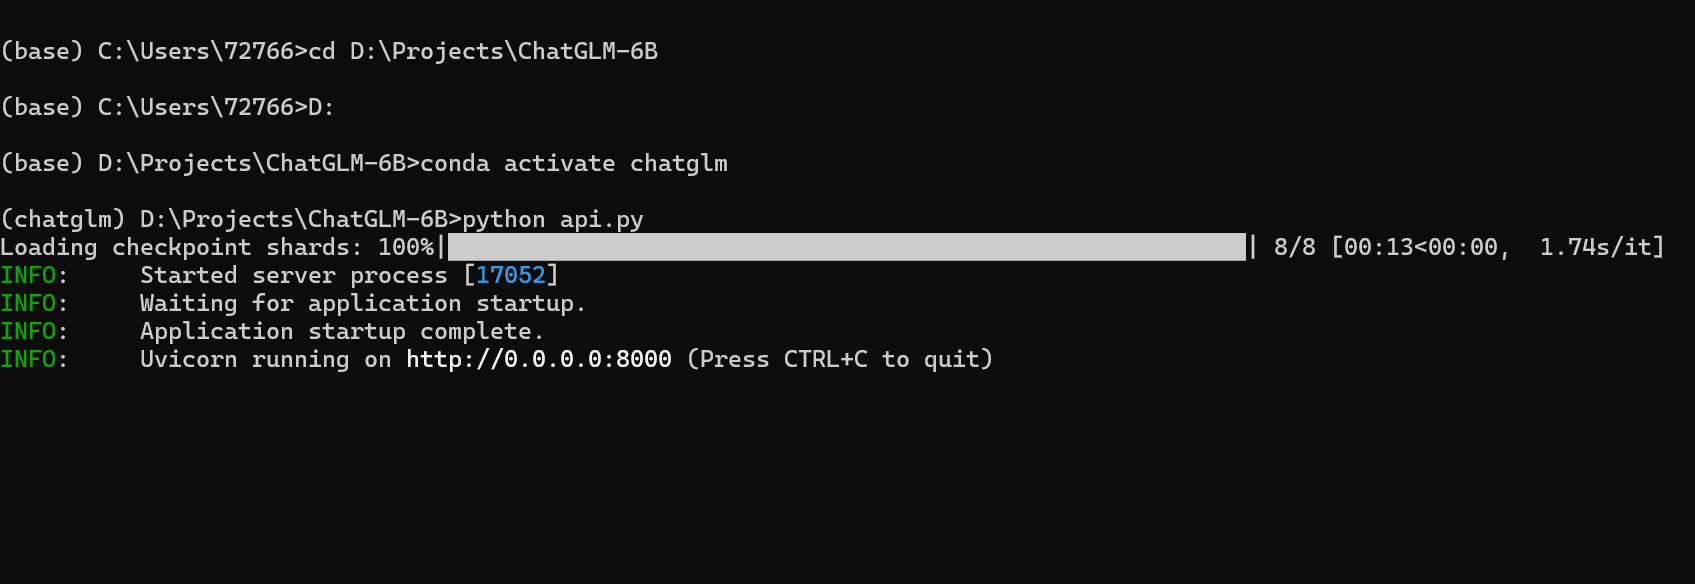 (base) C:\Users\72766>cd D:\Projects\ChatGLM-6B
(base) C:\Users\72766>D:
(base) D:\Projects\ChatGLM-6B>conda activate chatglm
(chatglm) D:\Projects\ChatGLM-6B>python api.py
Loading checkpoint shards: 100%|██████████| 8/8 [00:13<00:00,  1.74s/it]
INFO:     Started server process [17052]
INFO:     Waiting for application startup.
INFO:     Application startup complete.
INFO:     Uvicorn running on http://0.0.0.0:8000 (Press CTRL+C to quit)